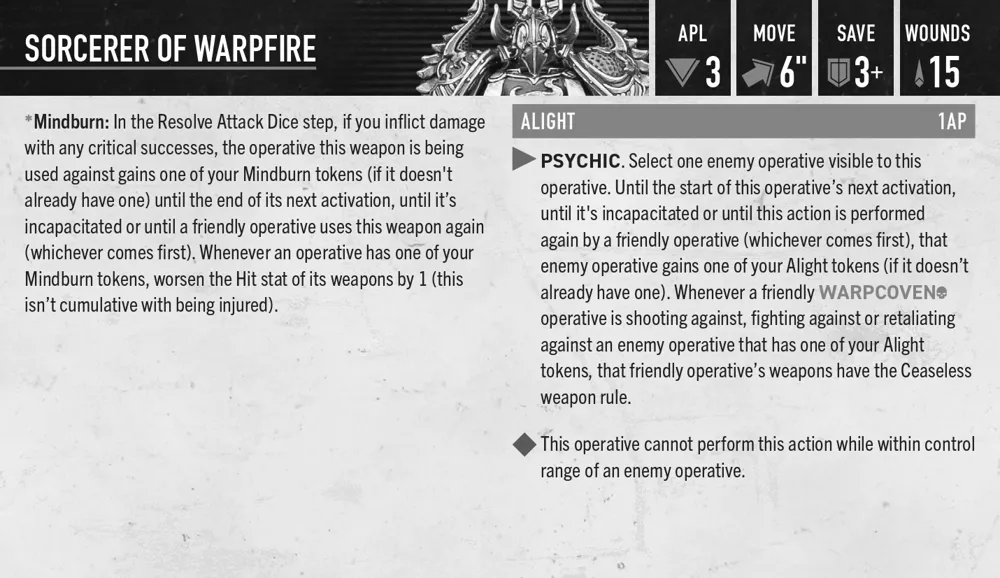 SORCERER OF WARPFIRE
APL
3
MOVE
6"
SAVE
3+
WOUNDS
15
*Mindburn: In the Resolve Attack Dice step, if you inflict damage
with any critical successes, the operative this weapon is being
used against gains one of your Mindburn tokens (if it doesn't
already have one) until the end of its next activation, until it's
incapacitated or until a friendly operative uses this weapon again
(whichever comes first). Whenever an operative has one of your
Mindburn tokens, worsen the Hit stat of its weapons by 1 (this
isn't cumulative with being injured).
ALIGHT 1AP
PSYCHIC. Select one enemy operative visible to this
operative. Until the start of this operative's next activation,
until it's incapacitated or until this action is performed
again by a friendly operative (whichever comes first), that
enemy operative gains one of your Alight tokens (if it doesn't
already have one). Whenever a friendly WARPCOVEN
operative is shooting against, fighting against or retaliating
against an enemy operative that has one of your Alight
tokens, that friendly operative's weapons have the Ceaseless
weapon rule.
This operative cannot perform this action while within control
range of an enemy operative.